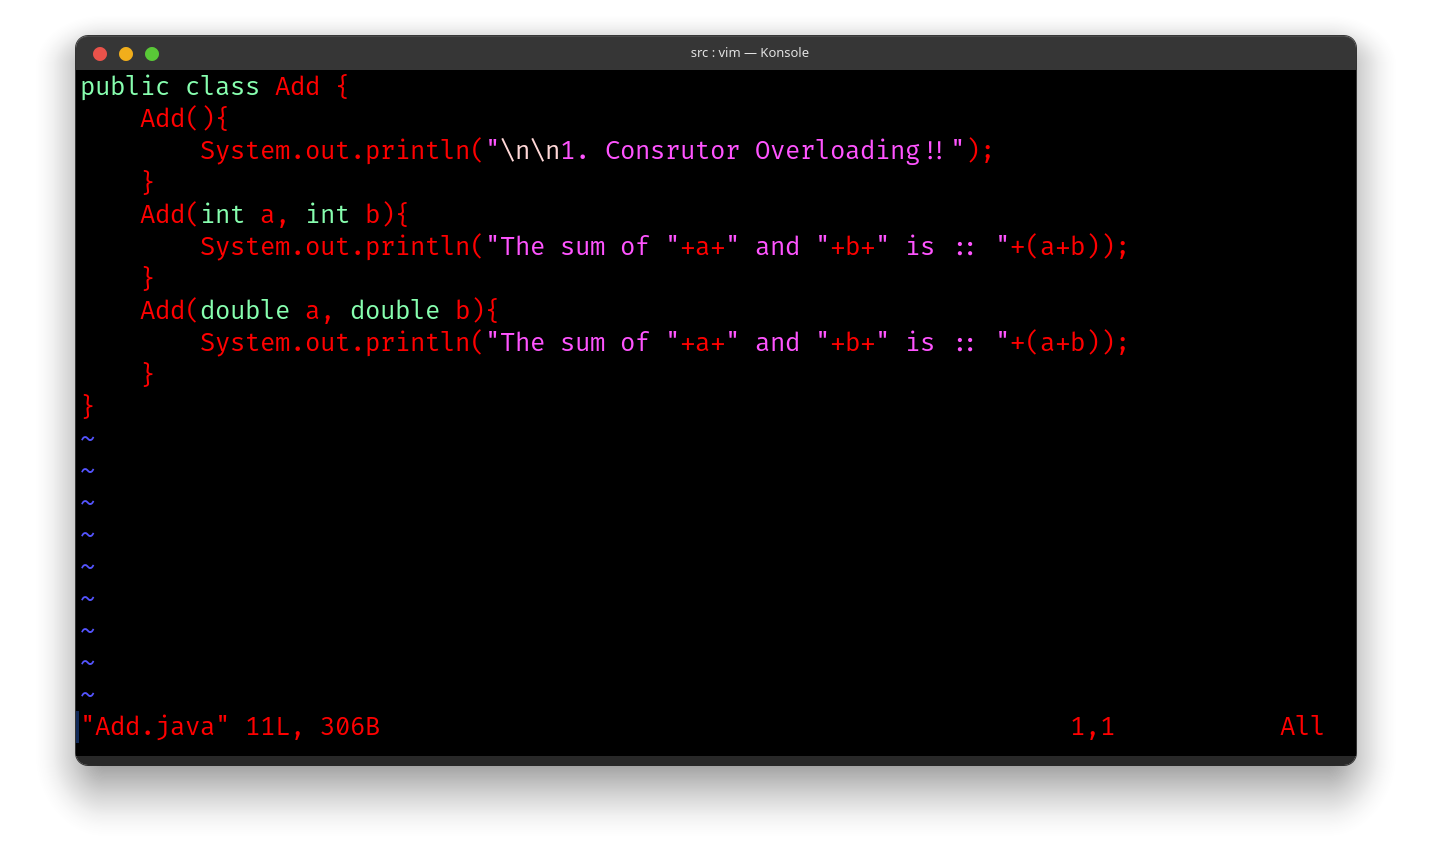 src : vim — Konsole
public class Add {
    Add(){
        System.out.println("\n\n1. Consrutor Overloading!!");
    }
    Add(int a, int b){
        System.out.println("The sum of "+a+" and "+b+" is :: "+(a+b));
    }
    Add(double a, double b){
        System.out.println("The sum of "+a+" and "+b+" is :: "+(a+b));
    }
}
~
~
~
~
~
~
~
~
~
"Add.java" 11L, 306B 1,1 All